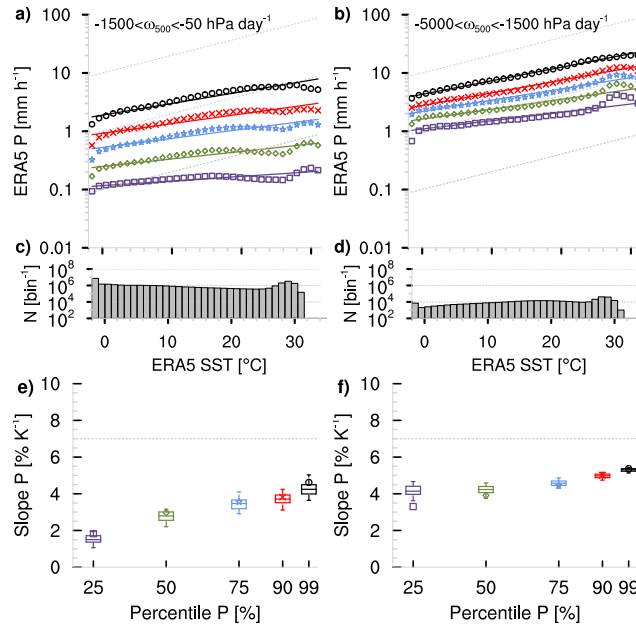 a) -1500<ω500<-50 hPa day-1
b) -5000<ω500<-1500 hPa day-1
ERA5 P [mm h-1]
100
10
1
0.1
0.01
ERA5 P [mm h-1]
100
10
1
0.1
0.01
c)
d)
N [bin-1]
10^8
10^6
10^4
10^2
0 10 20 30
ERA5 SST [°C]
N [bin-1]
10^8
10^6
10^4
10^2
0 10 20 30
ERA5 SST [°C]
e)
f)
Slope P [% K-1]
10
8
6
4
2
0
25 50 75 90 99
Percentile P [%]
Slope P [% K-1]
10
8
6
4
2
0
25 50 75 90 99
Percentile P [%]